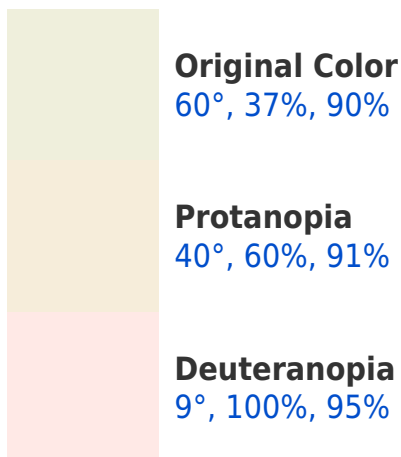 Original Color
60°, 37%, 90%
Protanopia
40°, 60%, 91%
Deuteranopia
9°, 100%, 95%